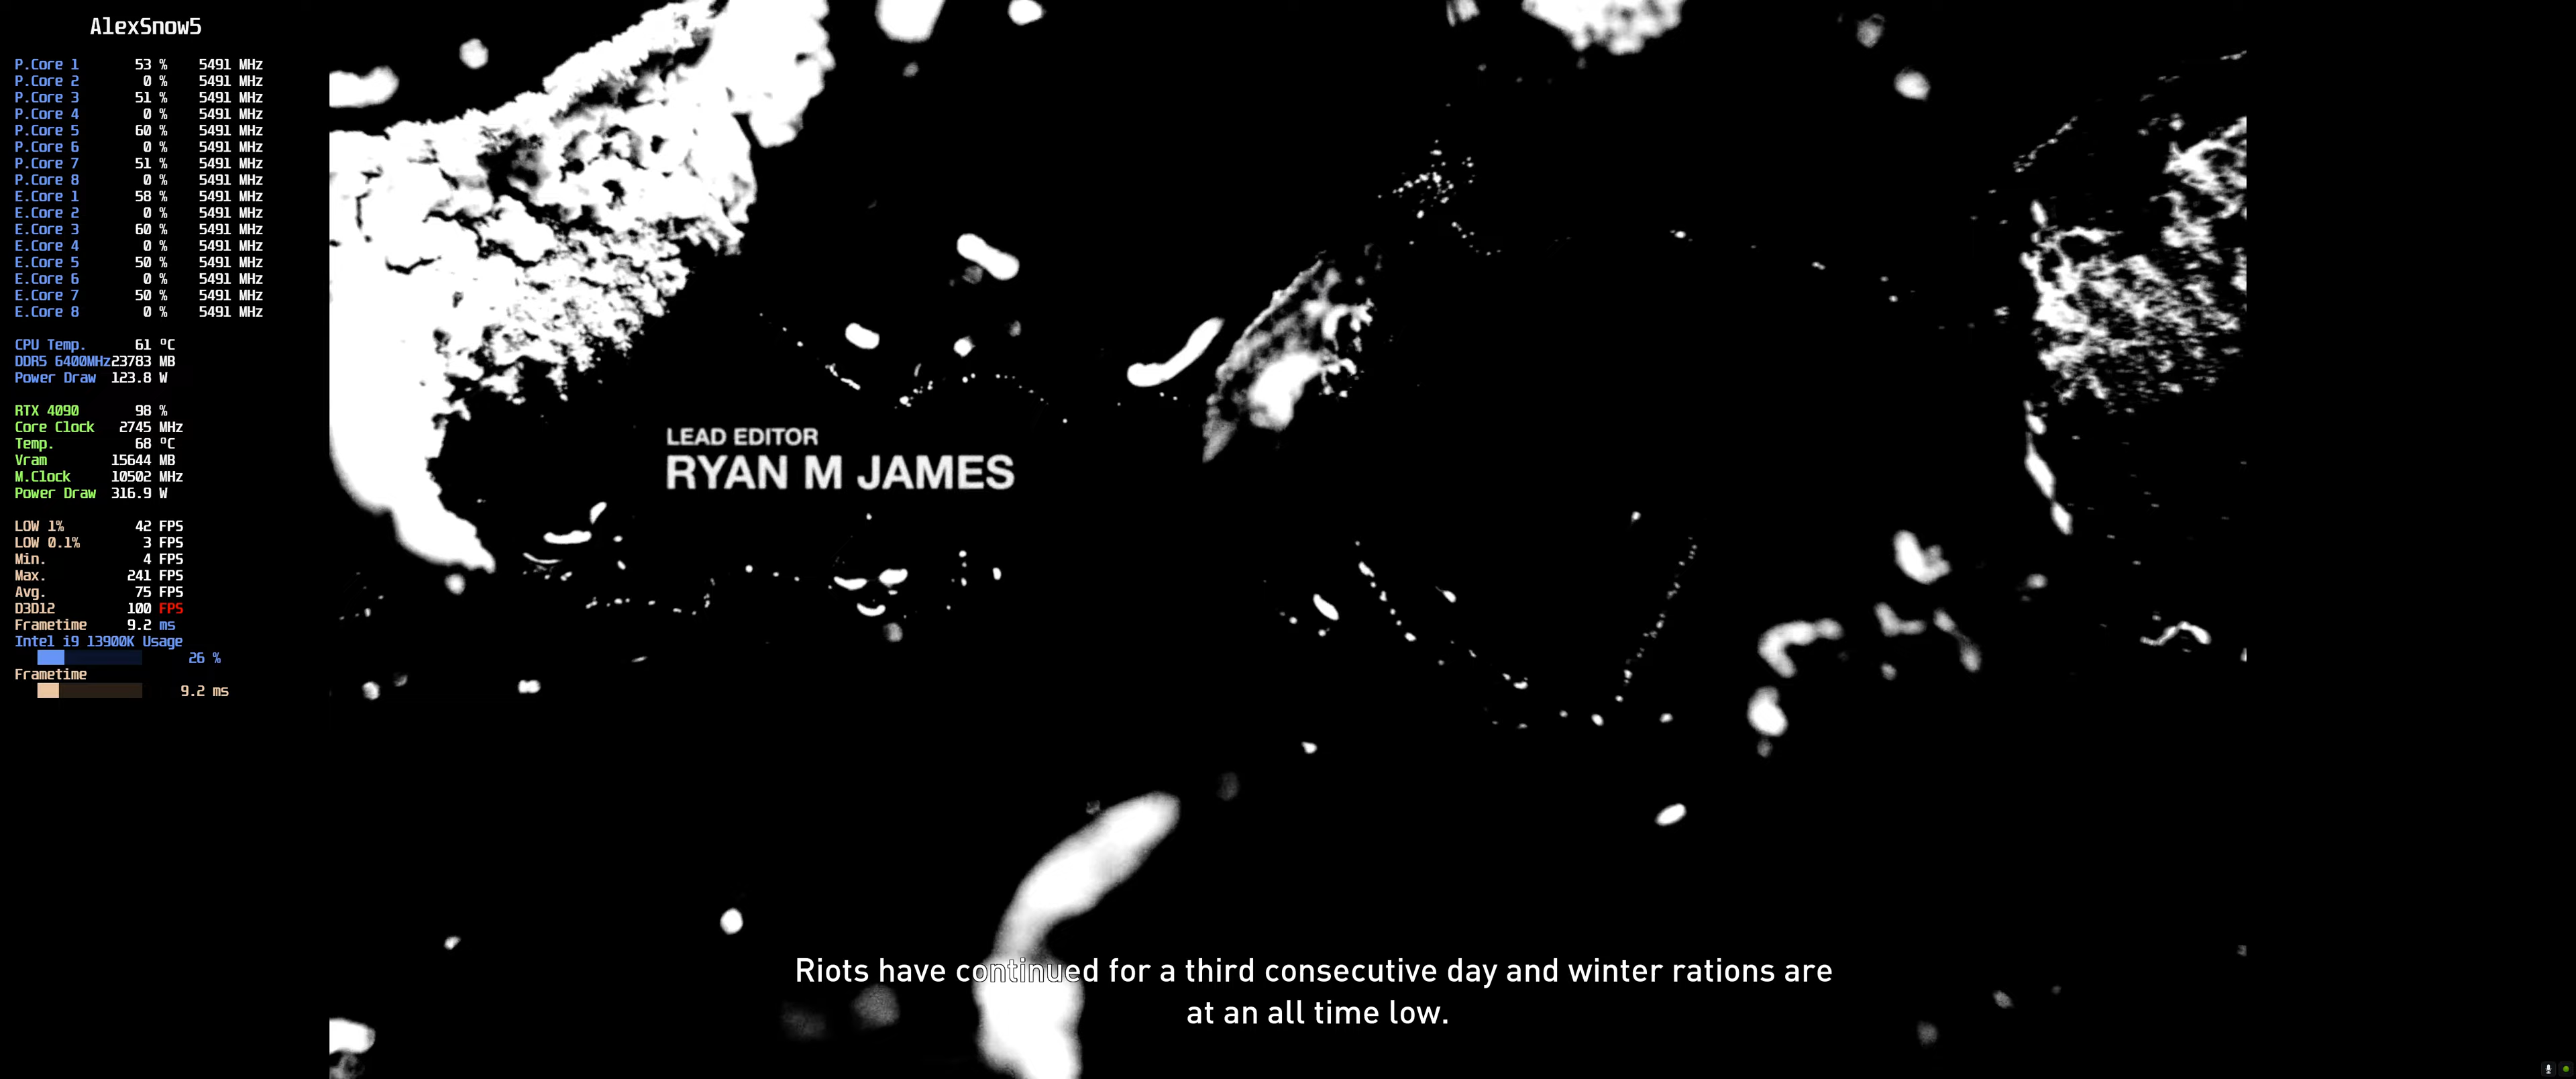 AlexSnow5
P.Core 1 53 % 5491 MHz
P.Core 2 0 % 5491 MHz
P.Core 3 51 % 5491 MHz
P.Core 4 0 % 5491 MHz
P.Core 5 60 % 5491 MHz
P.Core 6 0 % 5491 MHz
P.Core 7 51 % 5491 MHz
P.Core 8 0 % 5491 MHz
E.Core 1 58 % 5491 MHz
E.Core 2 0 % 5491 MHz
E.Core 3 60 % 5491 MHz
E.Core 4 0 % 5491 MHz
E.Core 5 50 % 5491 MHz
E.Core 6 0 % 5491 MHz
E.Core 7 50 % 5491 MHz
E.Core 8 0 % 5491 MHz
CPU Temp. 61 ºC
DDR5 6400MHz23783 MB
Power Draw 123.8 W
RTX 4090 98 %
Core Clock 2745 MHz
Temp. 68 ºC
Vram 15644 MB
M.Clock 10502 MHz
Power Draw 316.9 W
LOW 1% 42 FPS
LOW 0.1% 3 FPS
Min. 4 FPS
Max. 241 FPS
Avg. 75 FPS
D3D12 100 FPS
Frametime 9.2 ms
Intel i9 13900K Usage
26 %
Frametime
9.2 ms
LEAD EDITOR
RYAN M JAMES
Riots have continued for a third consecutive day and winter rations are
at an all time low.